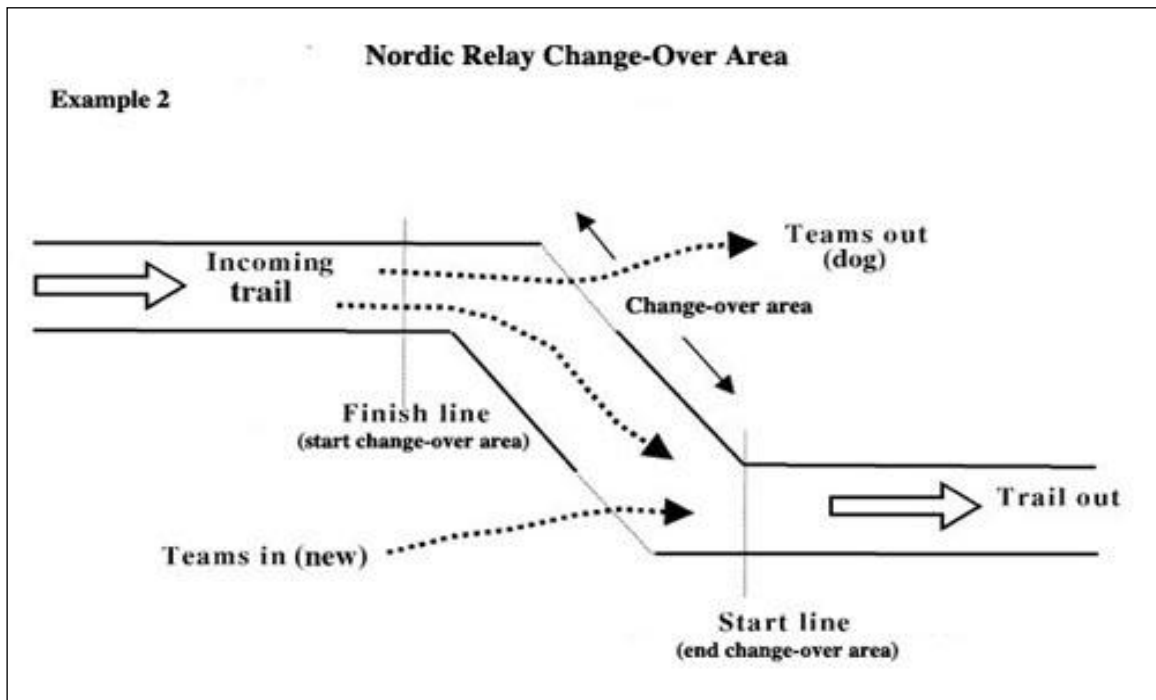 Nordic Relay Change-Over Area
Example 2
Incoming
trail
Teams out
(dog)
Change-over area
Finish line
(start change-over area)
Trail out
Teams in (new)
Start line
(end change-over area)